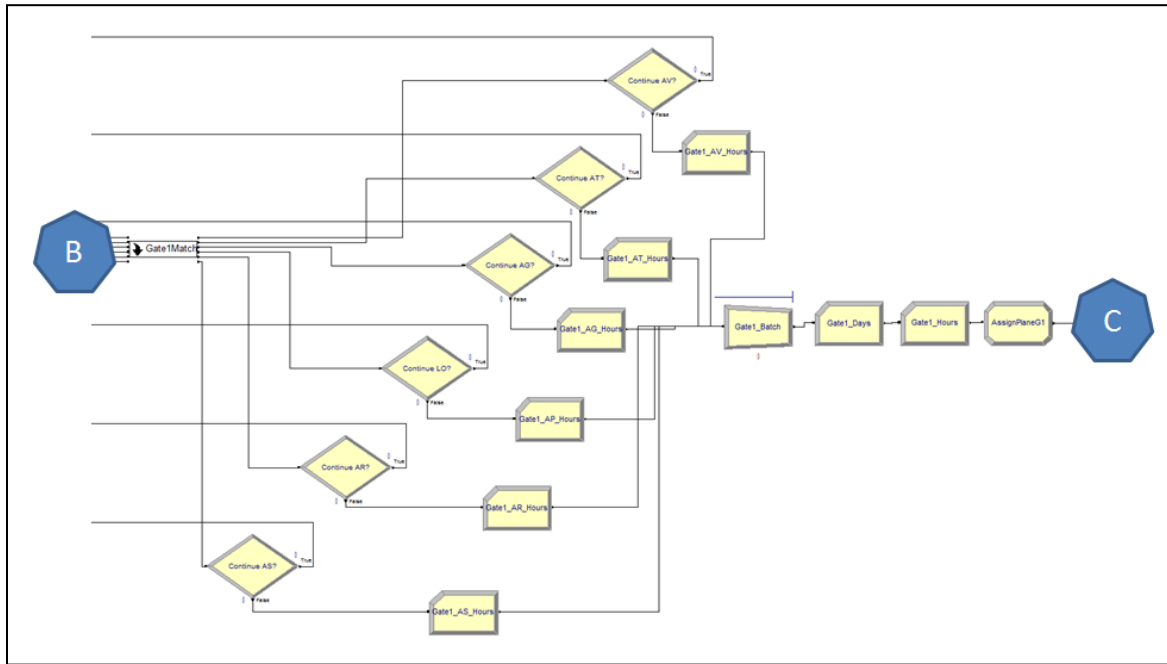 Continue AV?
True
False
Gate1_AV_Hours
Continue AT?
True
False
Gate1_AT_Hours
B
Gate1Match
Continue AG?
True
False
Gate1_AG_Hours
Gate1_Batch
Gate1_Days
Gate1_Hours
AssignPlaneG1
C
Continue LO?
True
False
Gate1_AP_Hours
Continue AR?
True
False
Gate1_AR_Hours
Continue AS?
True
False
Gate1_AS_Hours